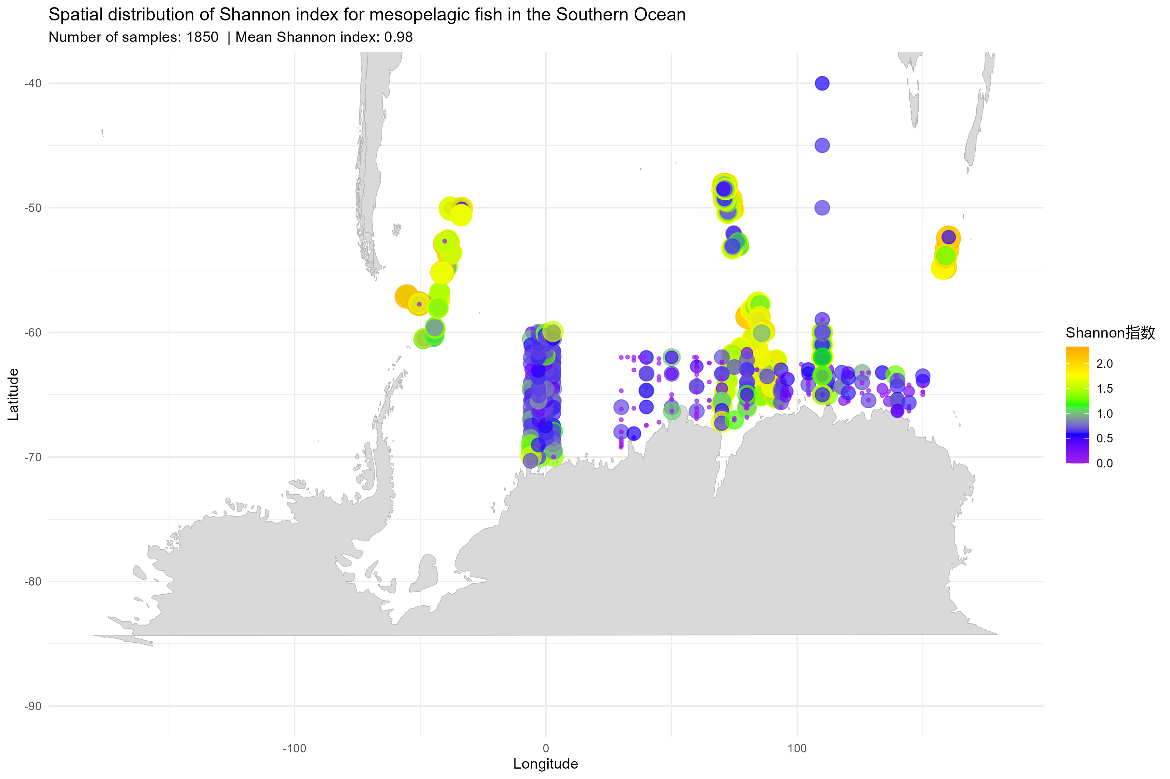 Spatial distribution of Shannon index for mesopelagic fish in the Southern Ocean
Number of samples: 1850 | Mean Shannon index: 0.98
Latitude
-40
-50
-60
-70
-80
-90
-100
0
100
Longitude
Shannon指数
2.0
1.5
1.0
0.5
0.0